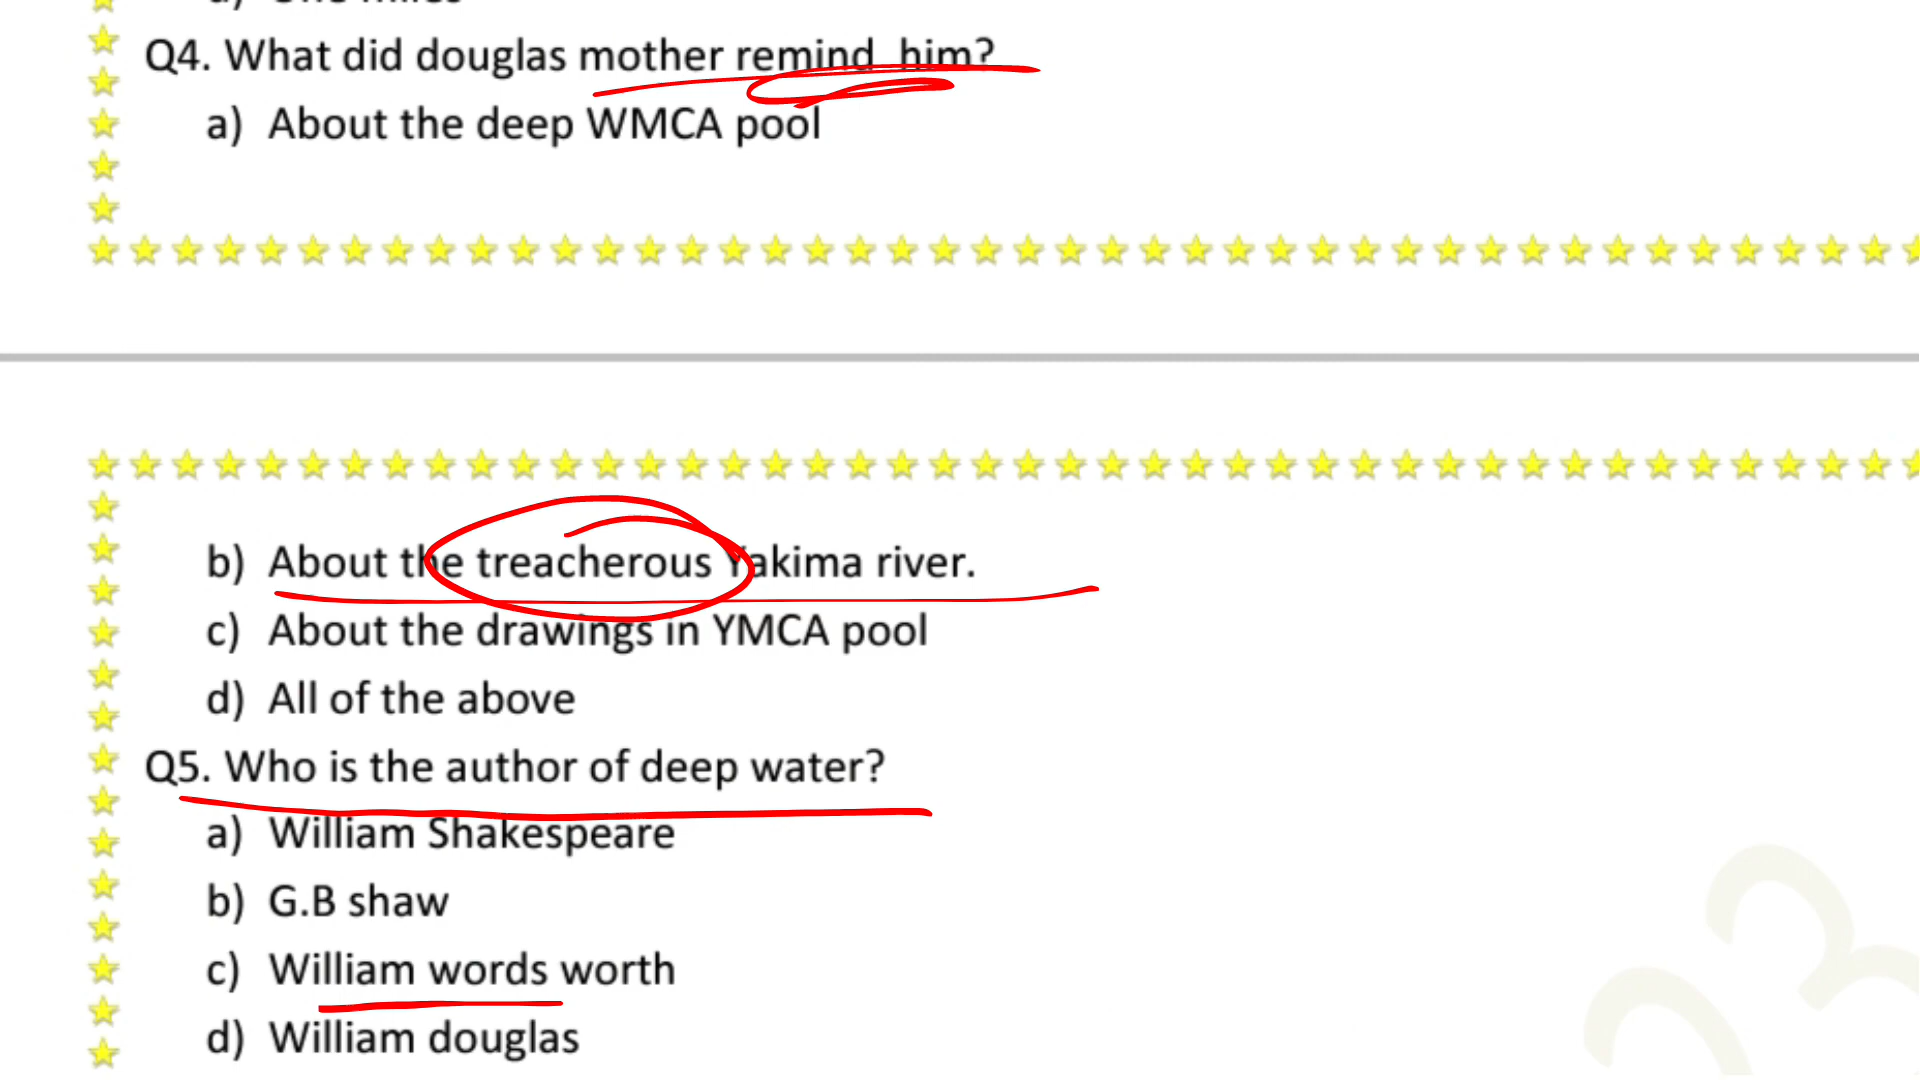 Q4. What did douglas mother remind him?
a) About the deep WMCA pool
b) About the treacherous Yakima river.
c) About the drawings in YMCA pool
d) All of the above
Q5. Who is the author of deep water?
a) William Shakespeare
b) G.B shaw
c) William words worth
d) William douglas